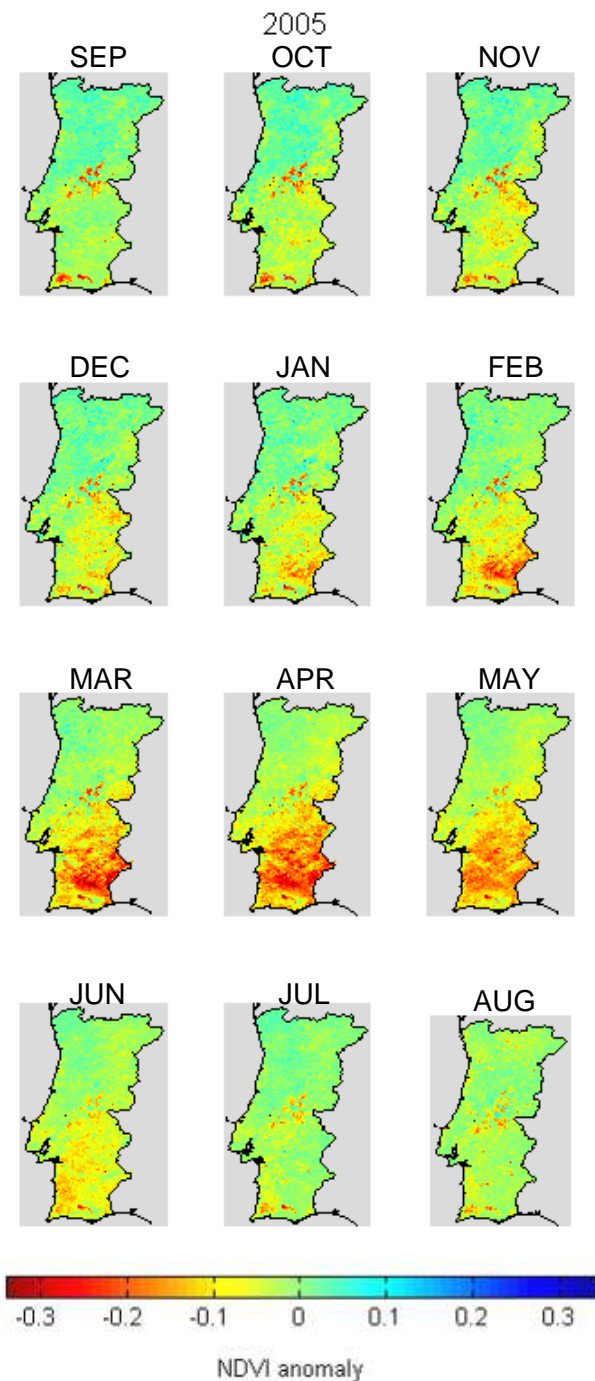 2005
SEP OCT NOV
DEC JAN FEB
MAR APR MAY
JUN JUL AUG
-0.3 -0.2 -0.1 0 0.1 0.2 0.3
NDVI anomaly